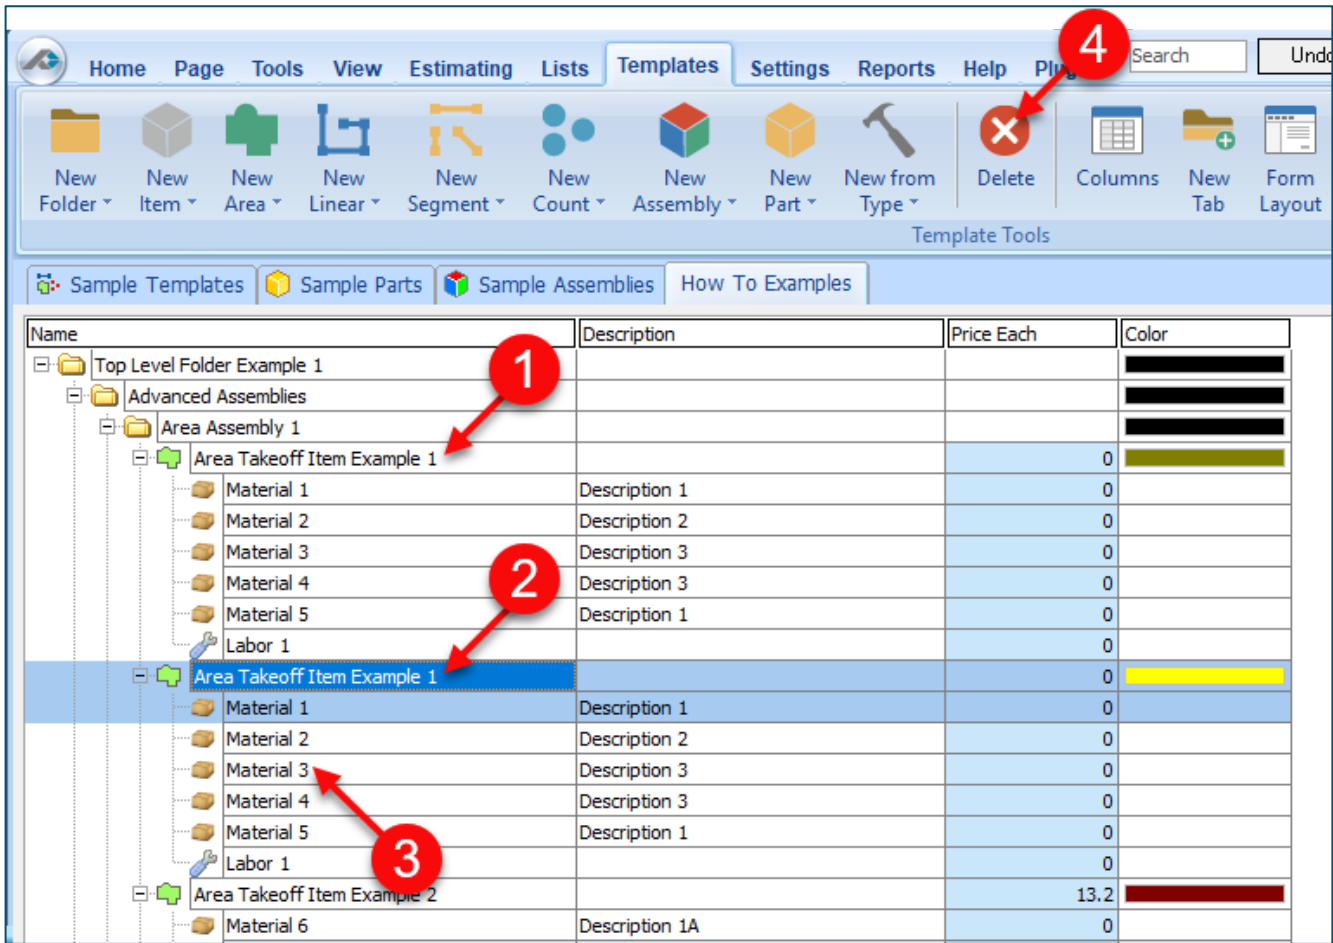 Home Page Tools View Estimating Lists Templates Settings Reports Help 4 Search
New Folder New Item New Area New Linear New Segment New Count New Assembly New Part New from Type Delete Columns New Tab Form Layout
Template Tools
Sample Templates Sample Parts Sample Assemblies How To Examples
Name Description Price Each Color
Top Level Folder Example 1
1
Advanced Assemblies
Area Assembly 1
Area Takeoff Item Example 1 0
Material 1 Description 1 0
Material 2 Description 2 0
Material 3 Description 3 0
Material 4 Description 3 0
2
Material 5 Description 1 0
Labor 1 0
Area Takeoff Item Example 1 0
Material 1 Description 1 0
Material 2 Description 2 0
Material 3 Description 3 0
Material 4 Description 3 0
Material 5 Description 1 0
3
Labor 1 0
Area Takeoff Item Example 2 13.2
Material 6 Description 1A 0